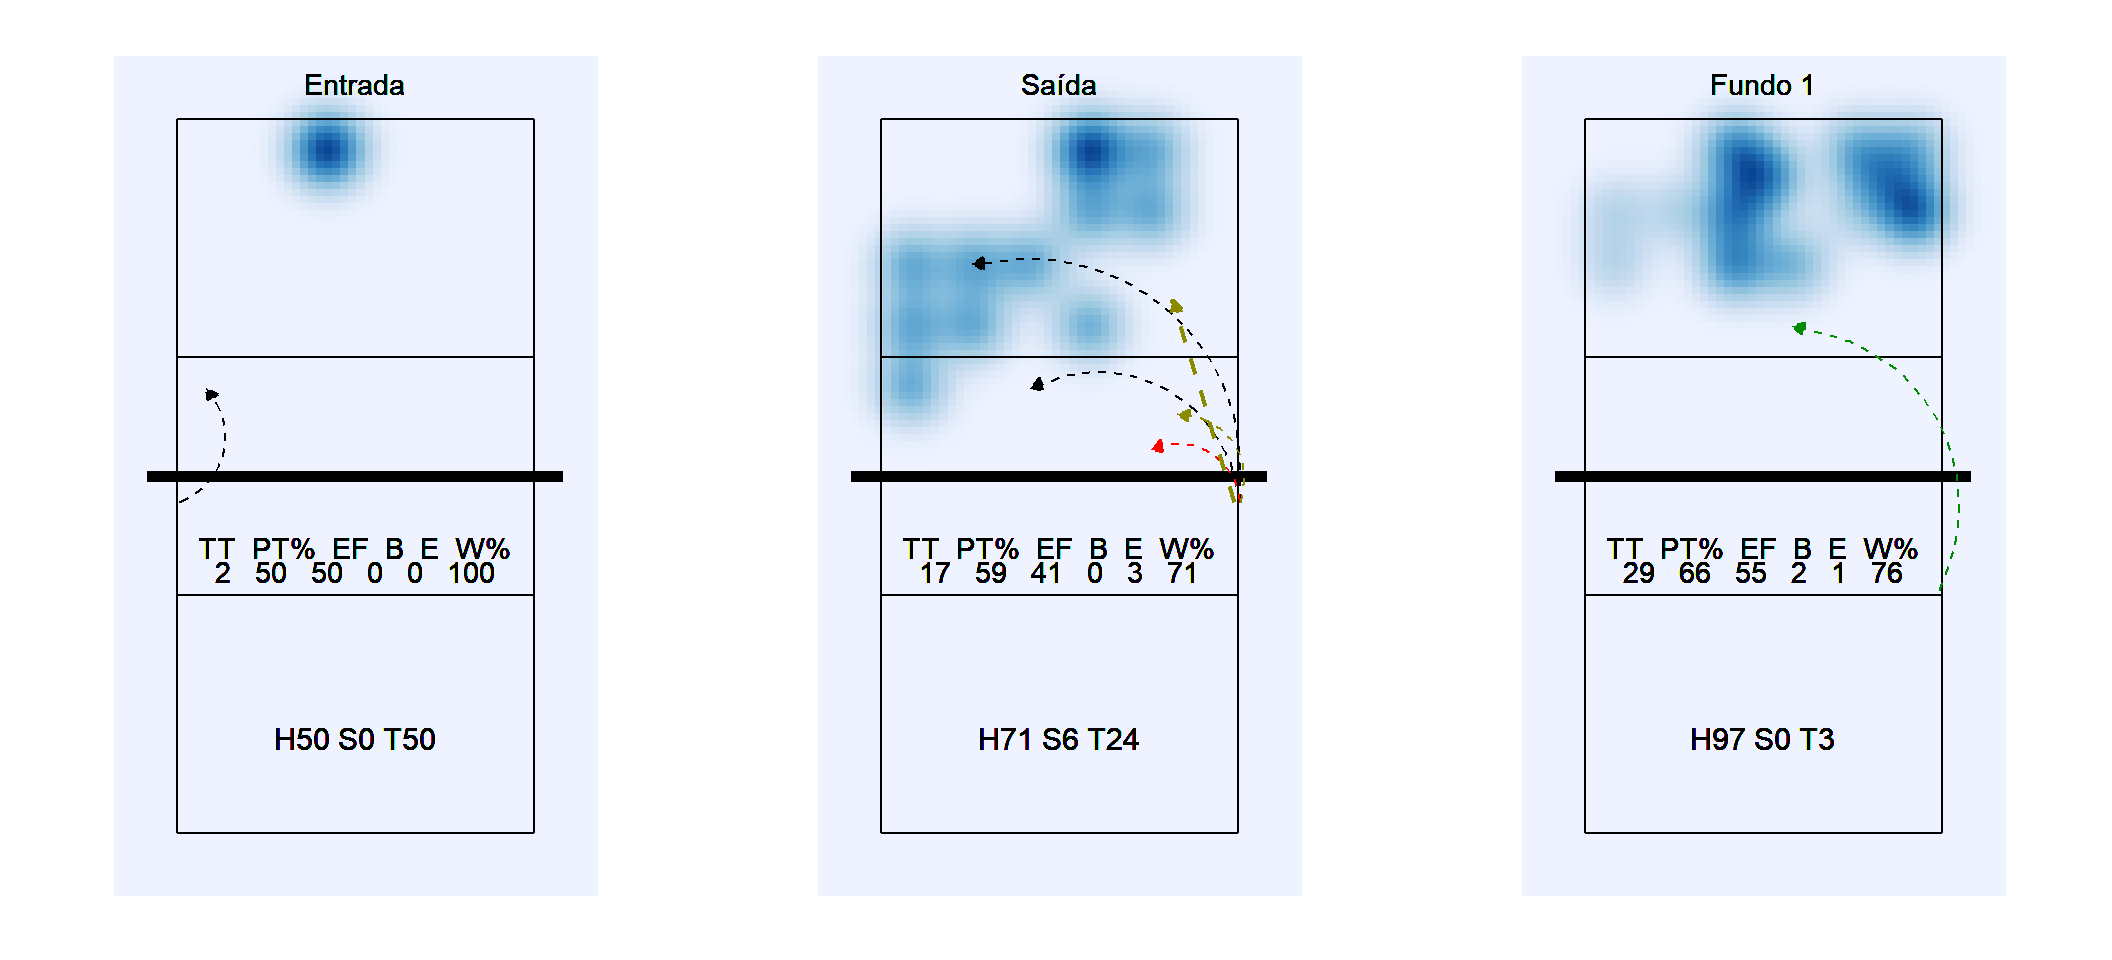 Entrada
TT PT% EF B E W%
2 50 50 0 0 100
H50 S0 T50
Saída
TT PT% EF B E W%
17 59 41 0 3 71
H71 S6 T24
Fundo 1
TT PT% EF B E W%
29 66 55 2 1 76
H97 S0 T3